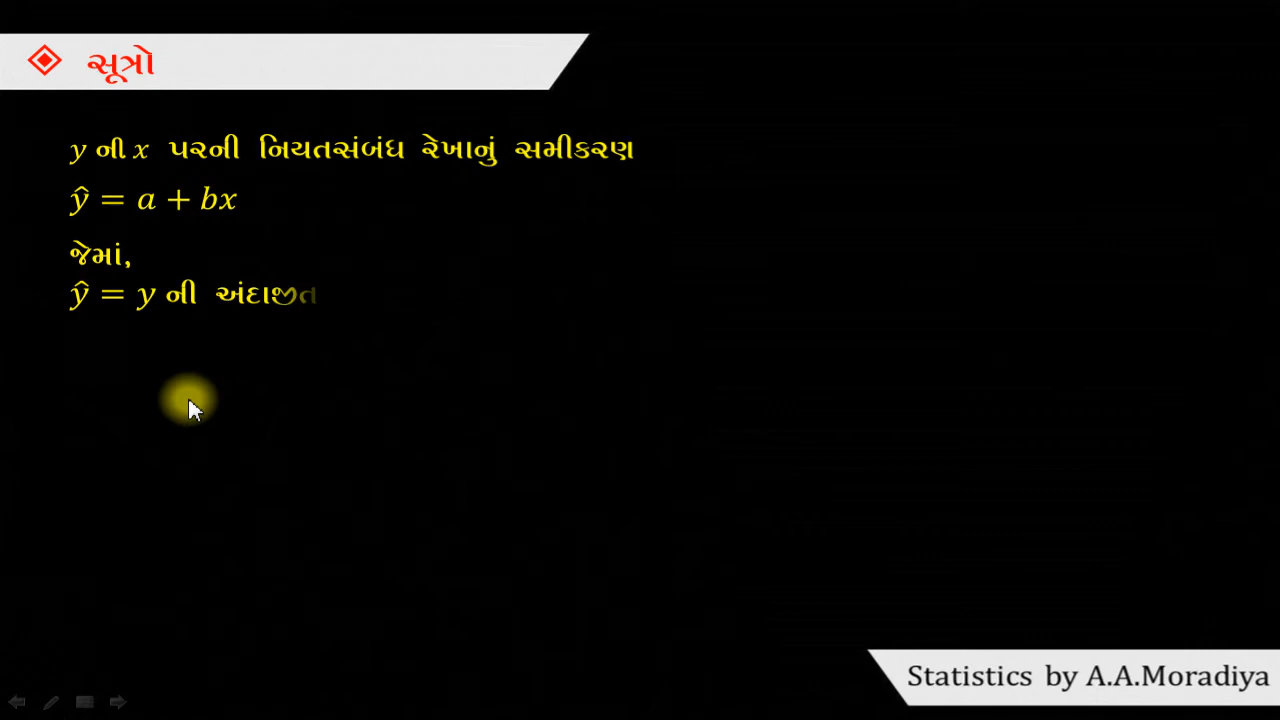 સૂત્રો
y ની x પરની નિયતસંબંધ રેખાનું સમીકરણ
ŷ = a + bx
જેમાં,
ŷ = y ની અંદાજીત
Statistics by A.A.Moradiya